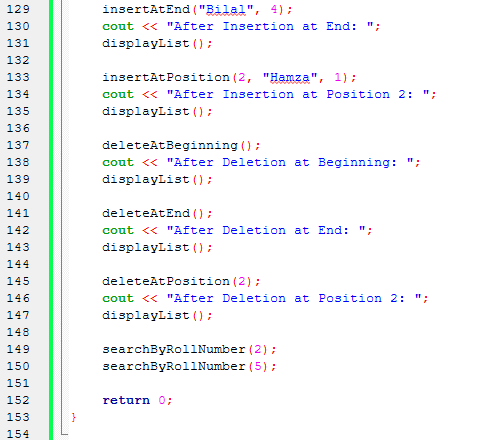 129 insertAtEnd("Bilal", 4);
130 cout << "After Insertion at End: ";
131 displayList();
132
133 insertAtPosition(2, "Hamza", 1);
134 cout << "After Insertion at Position 2: ";
135 displayList();
136
137 deleteAtBeginning();
138 cout << "After Deletion at Beginning: ";
139 displayList();
140
141 deleteAtEnd();
142 cout << "After Deletion at End: ";
143 displayList();
144
145 deleteAtPosition(2);
146 cout << "After Deletion at Position 2: ";
147 displayList();
148
149 searchByRollNumber(2);
150 searchByRollNumber(5);
151
152 return 0;
153 }
154